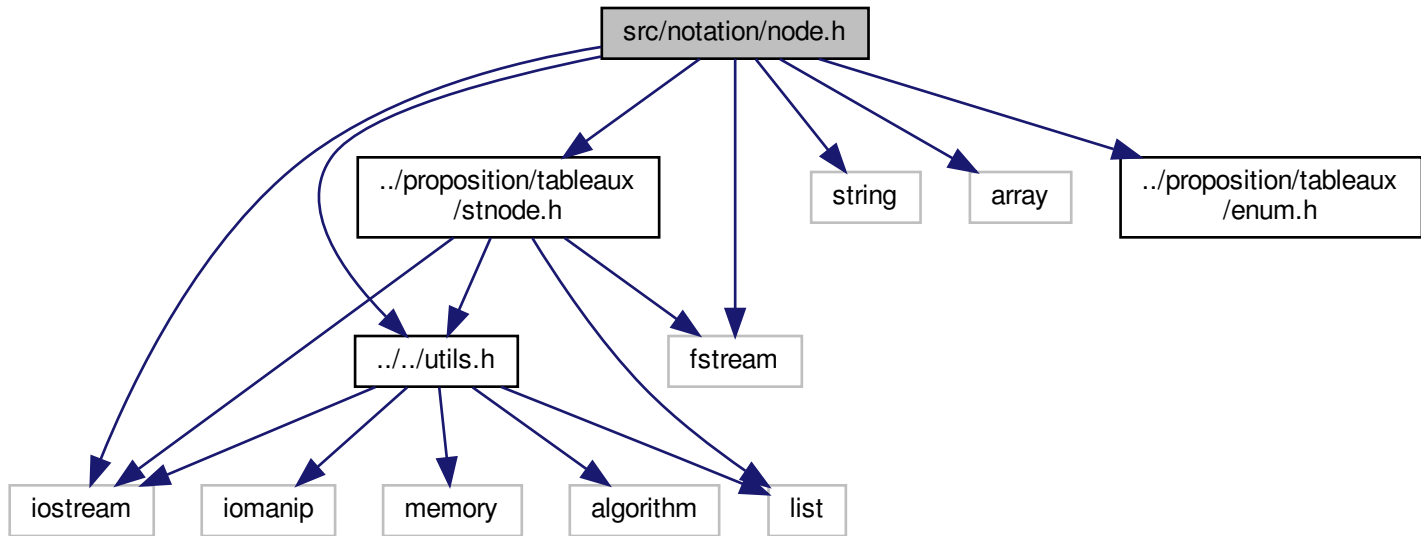 src/notation/node.h
../proposition/tableaux
/stnode.h
string
array
../proposition/tableaux
/enum.h
../../utils.h
fstream
iostream
iomanip
memory
algorithm
list